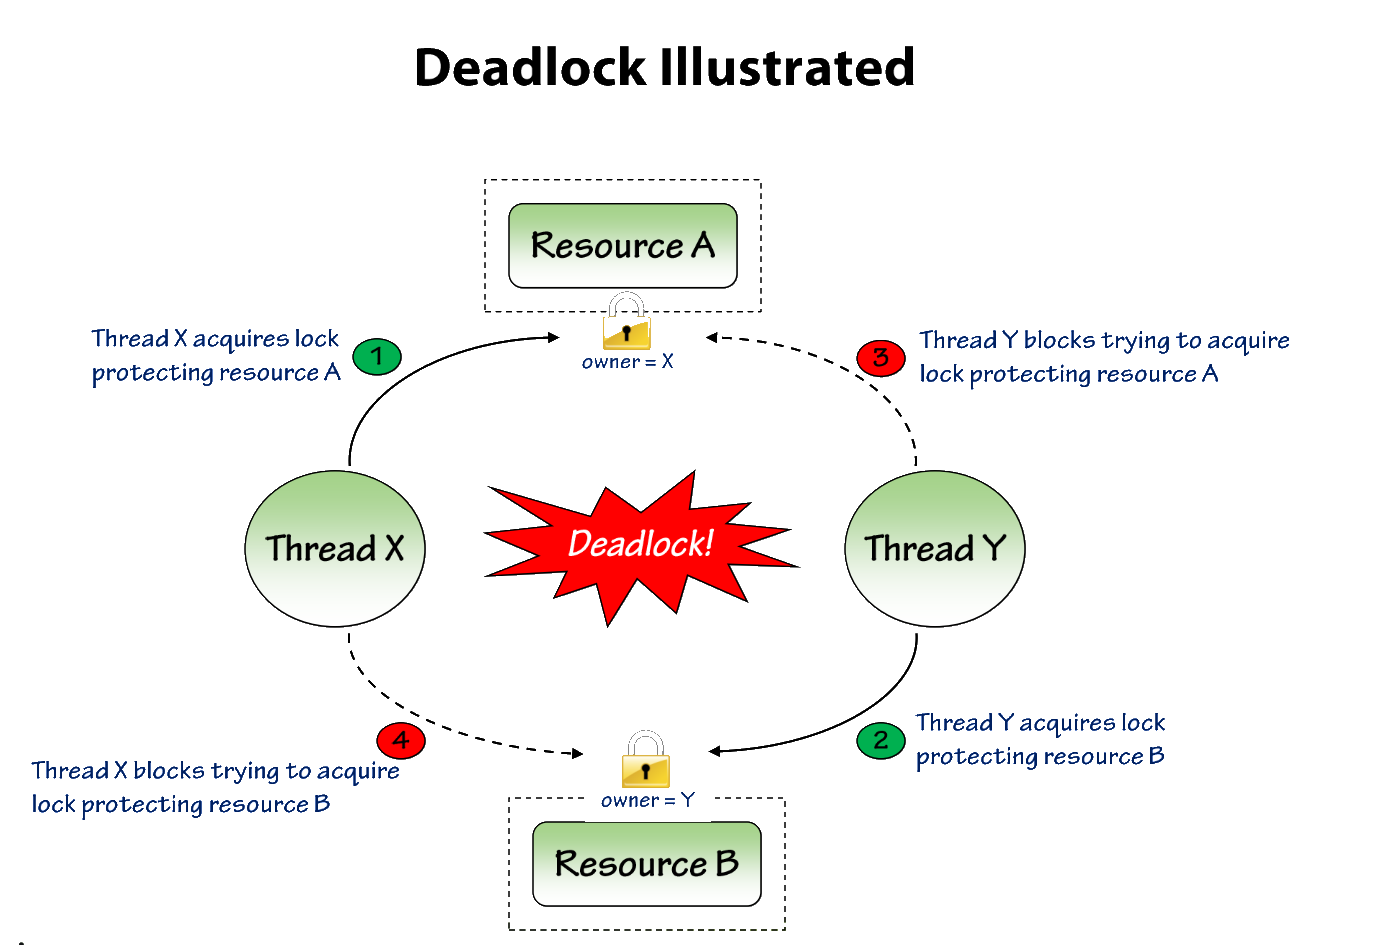 Deadlock Illustrated
Resource A
Thread X acquires lock
protecting resource A
1
owner = X
3
Thread Y blocks trying to acquire
lock protecting resource A
Thread X
Deadlock!
Thread Y
4
Thread X blocks trying to acquire
lock protecting resource B
owner = Y
2
Thread Y acquires lock
protecting resource B
Resource B